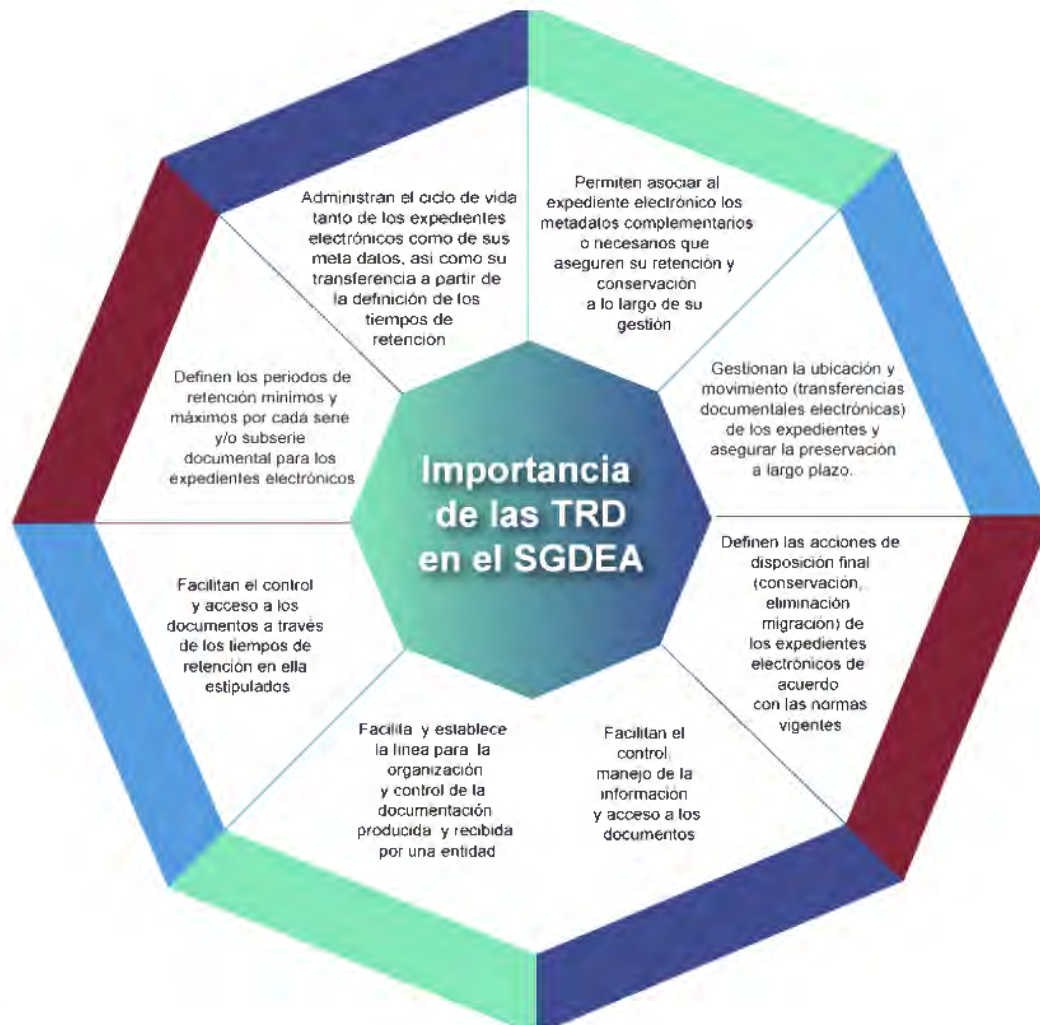 Importancia
de las TRD
en el SGDEA
Permiten asociar al
expediente electrónico los
metadatos complementarios
o necesarios que
aseguren su retención y
conservación
a lo largo de su
gestión
Gestionan la ubicación y
movimiento (transferencias
documentales electrónicas)
de los expedientes y
asegurar la preservación
a largo plazo.
Definen las acciones de
disposición final
(conservación,
eliminación
migración) de
los expedientes
electrónicos de
acuerdo
con las normas
vigentes
Facilitan el
control,
manejo de la
información
y acceso a los
documentos
Facilita y establece
la línea para la
organización
y control de la
documentación
producida y recibida
por una entidad
Facilitan el control
y acceso a los
documentos a través
de los tiempos de
retención en ella
estipulados
Definen los periodos de
retención mínimos y
máximos por cada serie
y/o subserie
documental para los
expedientes electrónicos
Administran el ciclo de vida
tanto de los expedientes
electrónicos como de sus
meta datos, así como su
transferencia a partir de
la definición de los
tiempos de
retención